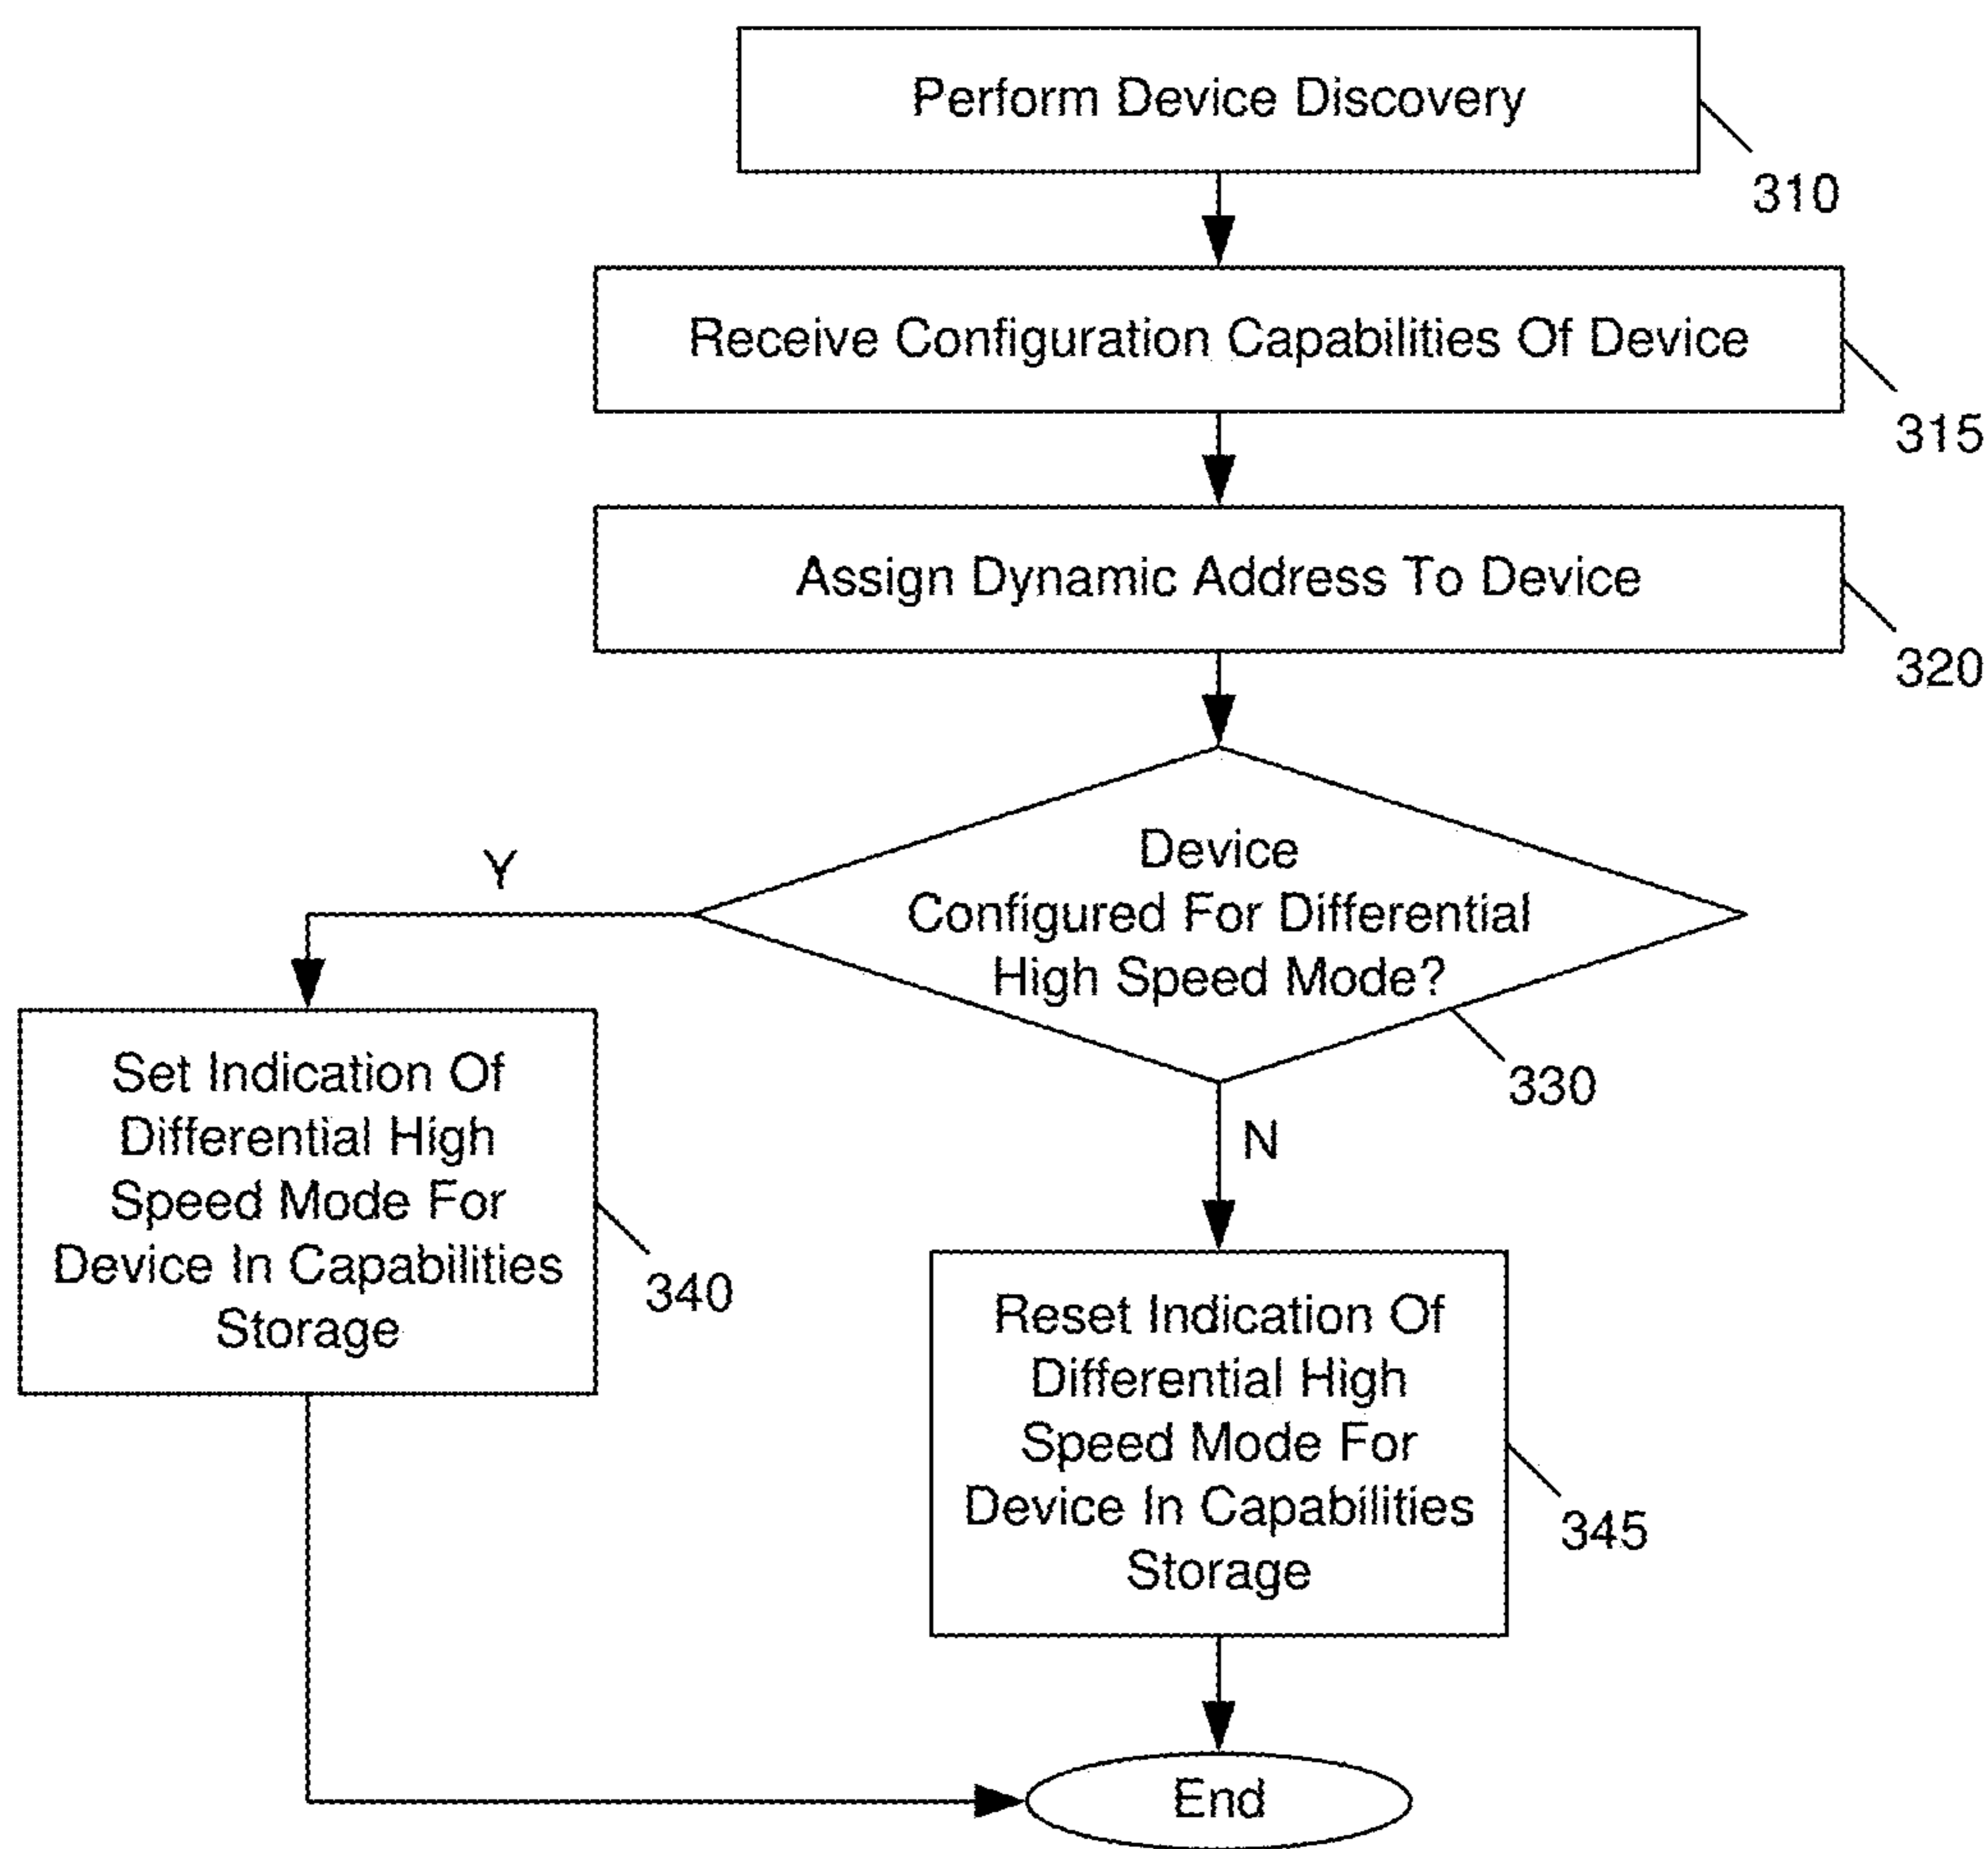 Perform Device Discovery
310
Receive Configuration Capabilities Of Device
315
Assign Dynamic Address To Device
320
Device
Configured For Differential
High Speed Mode?
330
Y
N
Set Indication Of
Differential High
Speed Mode For
Device In Capabilities
Storage
340
Reset Indication Of
Differential High
Speed Mode For
Device In Capabilities
Storage
345
End